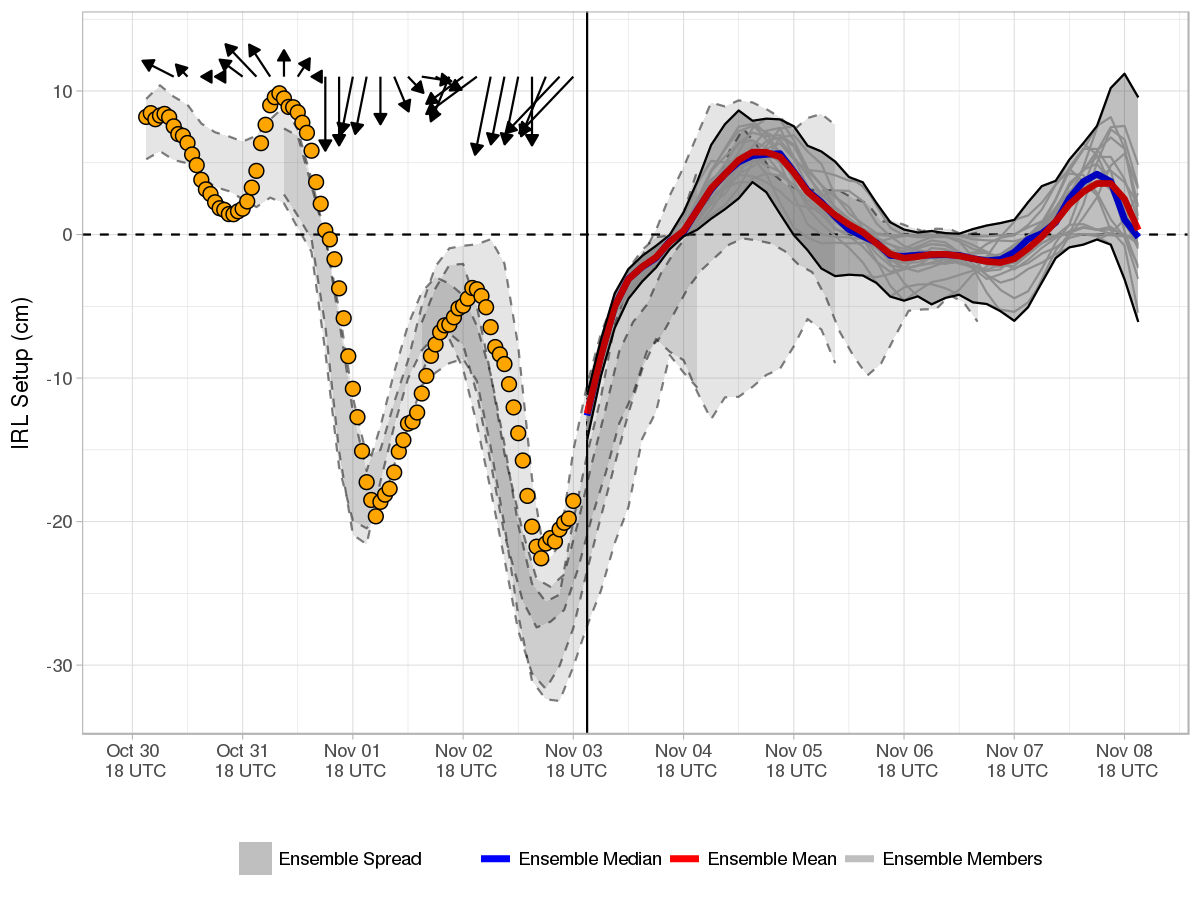 IRL Setup (cm)
10
0
-10
-20
-30
Oct 30 Oct 31 Nov 01 Nov 02 Nov 03 Nov 04 Nov 05 Nov 06 Nov 07 Nov 08
18 UTC 18 UTC 18 UTC 18 UTC 18 UTC 18 UTC 18 UTC 18 UTC 18 UTC 18 UTC
Ensemble Spread Ensemble Median Ensemble Mean Ensemble Members